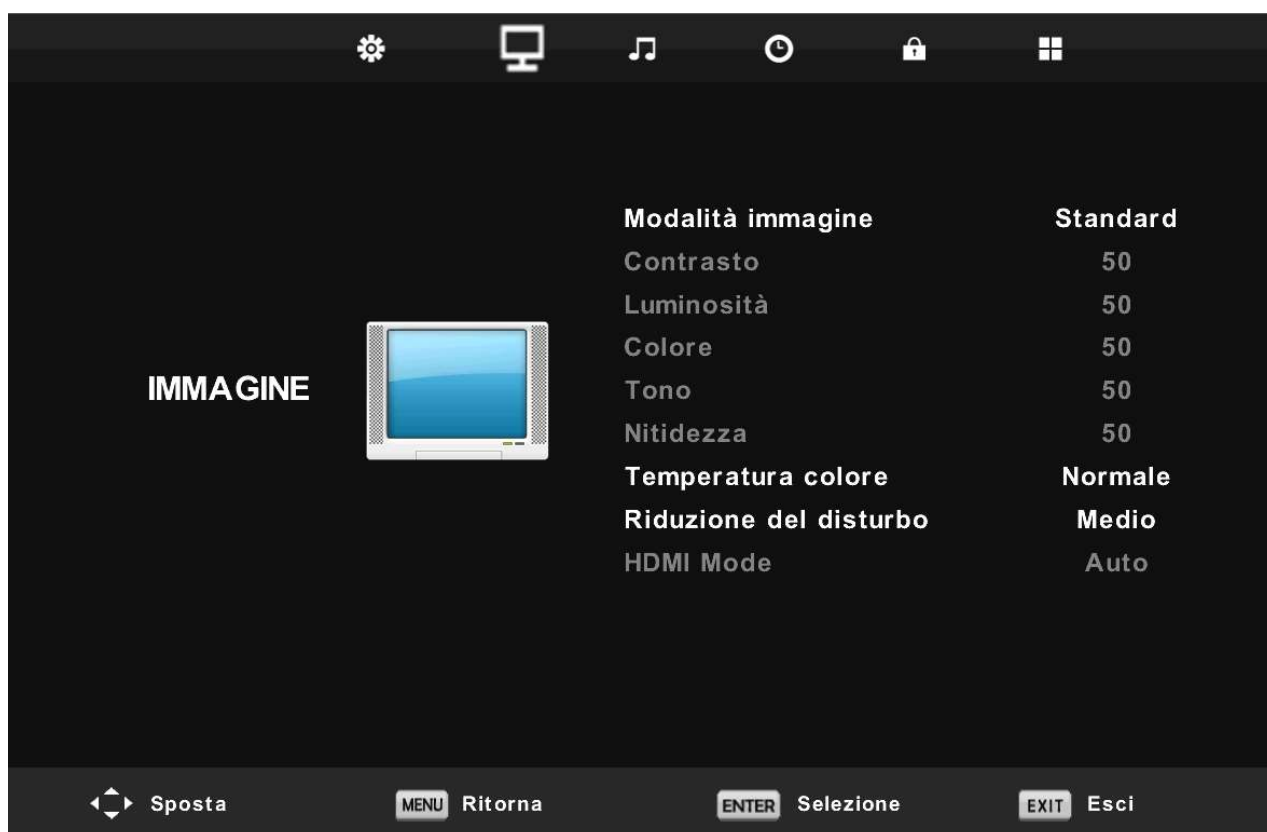 Modalità immagine Standard
Contrasto 50
Luminosità 50
Colore 50
IMMAGINE
Tono 50
Nitidezza 50
Temperatura colore Normale
Riduzione del disturbo Medio
HDMI Mode Auto
Sposta MENU Ritorna ENTER Selezione EXIT Esci